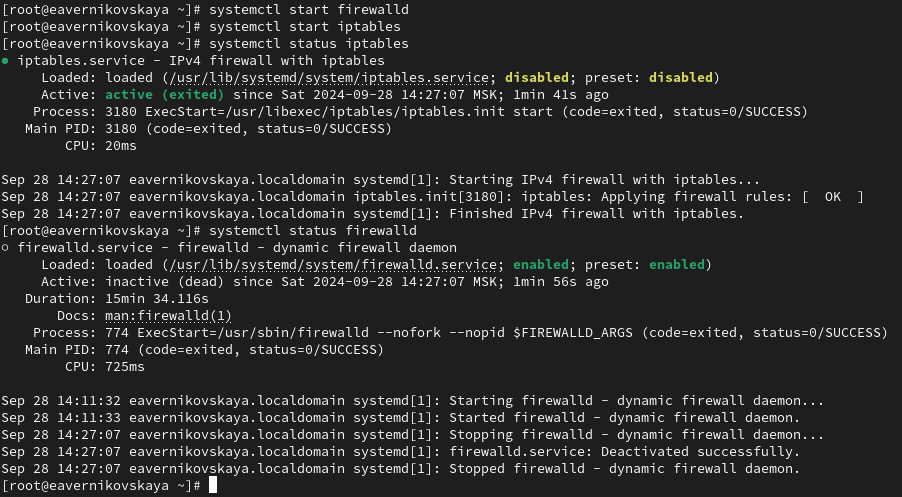 [root@eavernikovskaya ~]# systemctl start firewalld
[root@eavernikovskaya ~]# systemctl start iptables
[root@eavernikovskaya ~]# systemctl status iptables
● iptables.service - IPv4 firewall with iptables
     Loaded: loaded (/usr/lib/systemd/system/iptables.service; disabled; preset: disabled)
     Active: active (exited) since Sat 2024-09-28 14:27:07 MSK; 1min 41s ago
    Process: 3180 ExecStart=/usr/libexec/iptables/iptables.init start (code=exited, status=0/SUCCESS)
   Main PID: 3180 (code=exited, status=0/SUCCESS)
        CPU: 20ms

Sep 28 14:27:07 eavernikovskaya.localdomain systemd[1]: Starting IPv4 firewall with iptables...
Sep 28 14:27:07 eavernikovskaya.localdomain iptables.init[3180]: iptables: Applying firewall rules: [  OK  ]
Sep 28 14:27:07 eavernikovskaya.localdomain systemd[1]: Finished IPv4 firewall with iptables.
[root@eavernikovskaya ~]# systemctl status firewalld
○ firewalld.service - firewalld - dynamic firewall daemon
     Loaded: loaded (/usr/lib/systemd/system/firewalld.service; enabled; preset: enabled)
     Active: inactive (dead) since Sat 2024-09-28 14:27:07 MSK; 1min 56s ago
   Duration: 15min 34.116s
       Docs: man:firewalld(1)
    Process: 774 ExecStart=/usr/sbin/firewalld --nofork --nopid $FIREWALLD_ARGS (code=exited, status=0/SUCCESS)
   Main PID: 774 (code=exited, status=0/SUCCESS)
        CPU: 725ms

Sep 28 14:11:32 eavernikovskaya.localdomain systemd[1]: Starting firewalld - dynamic firewall daemon...
Sep 28 14:11:33 eavernikovskaya.localdomain systemd[1]: Started firewalld - dynamic firewall daemon.
Sep 28 14:27:07 eavernikovskaya.localdomain systemd[1]: Stopping firewalld - dynamic firewall daemon...
Sep 28 14:27:07 eavernikovskaya.localdomain systemd[1]: firewalld.service: Deactivated successfully.
Sep 28 14:27:07 eavernikovskaya.localdomain systemd[1]: Stopped firewalld - dynamic firewall daemon.
[root@eavernikovskaya ~]#